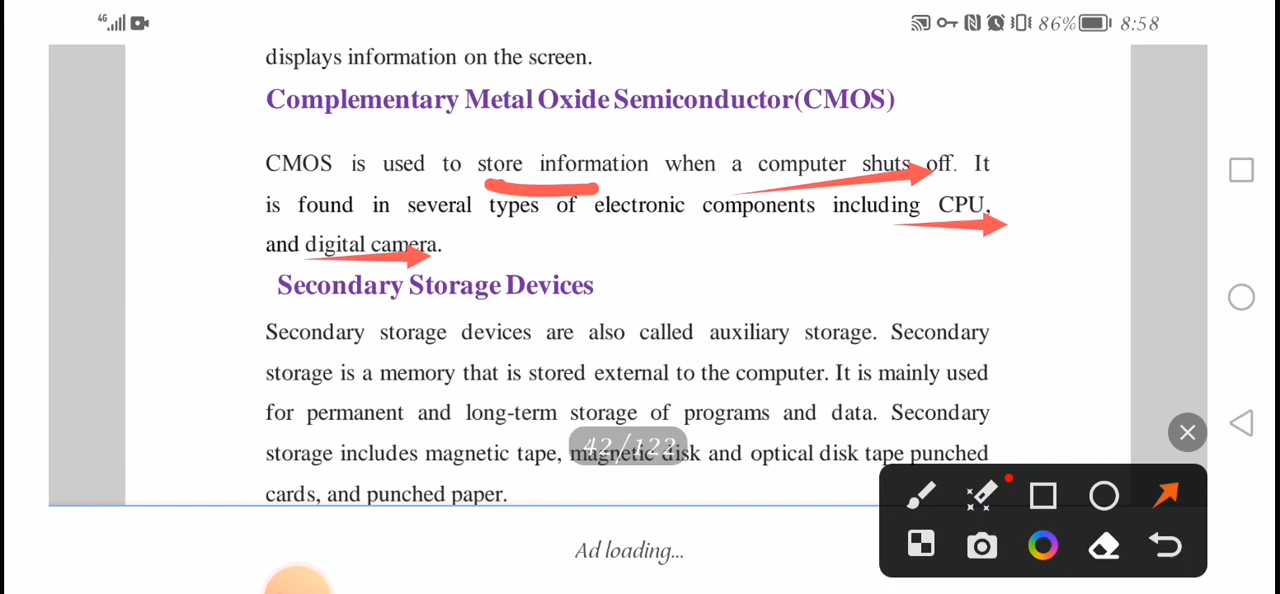 4G 86% 8:58
displays information on the screen.
Complementary Metal Oxide Semiconductor(CMOS)
CMOS is used to store information when a computer shuts off. It
is found in several types of electronic components including CPU,
and digital camera.
Secondary Storage Devices
Secondary storage devices are also called auxiliary storage. Secondary
storage is a memory that is stored external to the computer. It is mainly used
for permanent and long-term storage of programs and data. Secondary
42/122
storage includes magnetic tape, magnetic disk and optical disk tape punched
cards, and punched paper.
Ad loading...